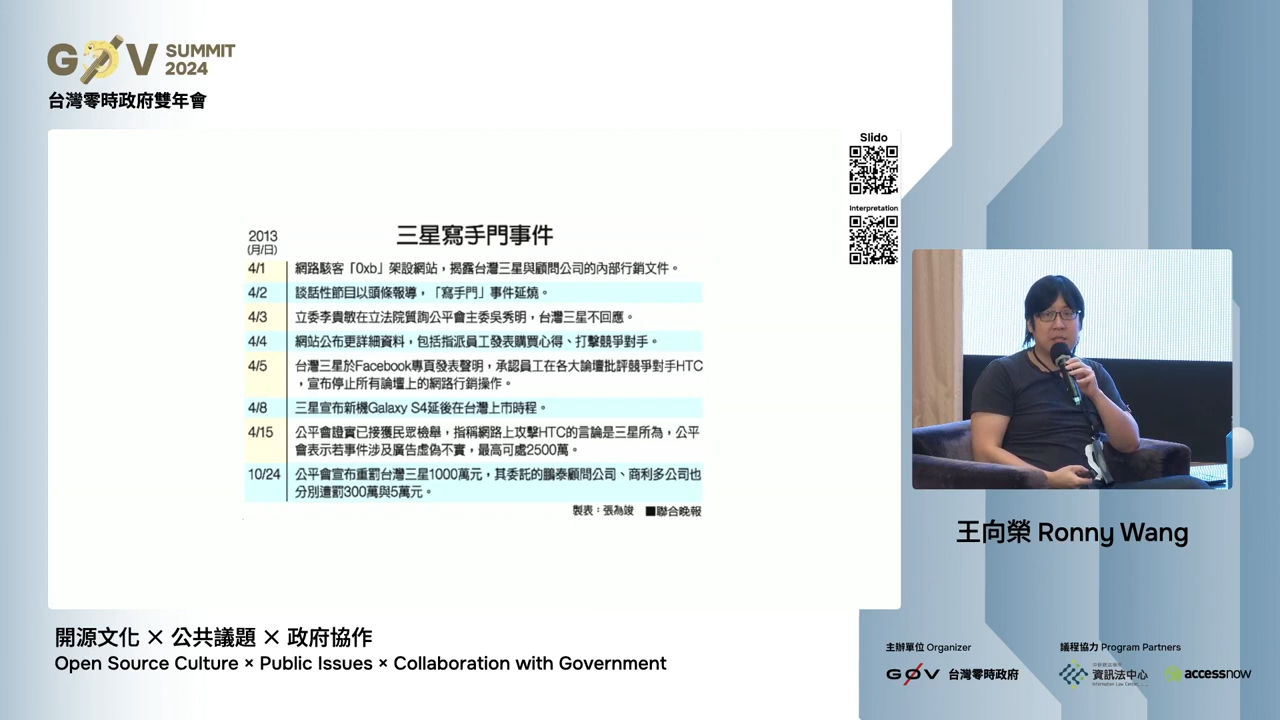 G0V SUMMIT 2024
台灣零時政府雙年會
Slido
Interpretation
三星寫手門事件
2013
(月/日)
4/1 網路駭客「0xb」架設網站，揭露台灣三星與顧問公司的內部行銷文件。
4/2 談話性節目以頭條報導，「寫手門」事件延燒。
4/3 立委李貴敏在立法院質詢公平會主委吳秀明，台灣三星不回應。
4/4 網站公布更詳細資料，包括指派員工發表購買心得、打擊競爭對手。
4/5 台灣三星於Facebook專頁發表聲明，承認員工在各大論壇批評競爭對手HTC
，宣布停止所有論壇上的網路行銷操作。
4/8 三星宣布新機Galaxy S4延後在台灣上市時程。
4/15 公平會證實已接獲民眾檢舉，指稱網路上攻擊HTC的言論是三星所為，公平
會表示若事件涉及廣告虛偽不實，最高可處2500萬。
10/24 公平會宣布重罰台灣三星1000萬元，其委託的鵬泰顧問公司、商利多公司也
分別遭罰300萬與5萬元。
製表：張為竣 ■聯合晚報
王向榮 Ronny Wang
開源文化 × 公共議題 × 政府協作
Open Source Culture × Public Issues × Collaboration with Government
主辦單位 Organizer
G0V 台灣零時政府
議程協力 Program Partners
資訊法中心
Information Law Center
accessnow